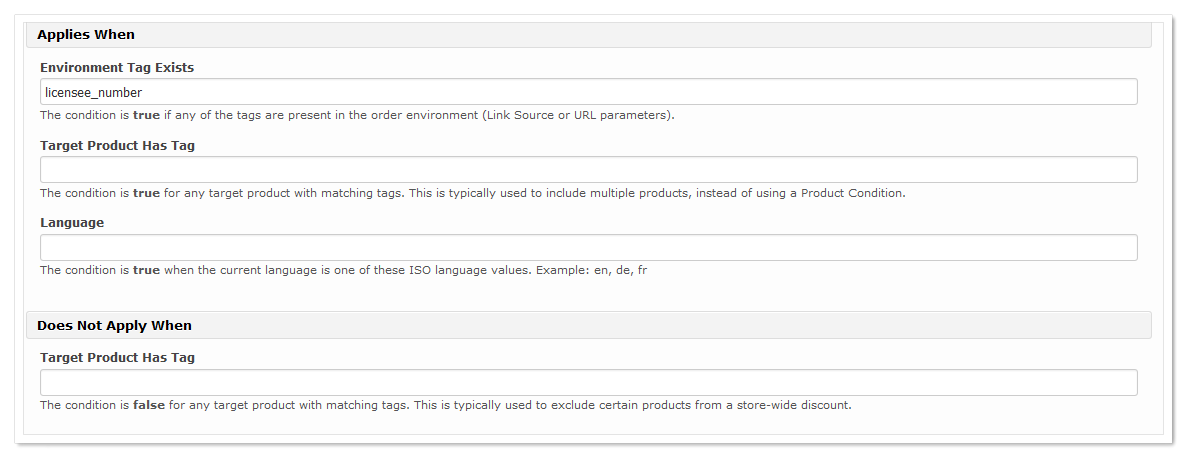 Applies When
Environment Tag Exists
licensee_number
The condition is true if any of the tags are present in the order environment (Link Source or URL parameters).
Target Product Has Tag
The condition is true for any target product with matching tags. This is typically used to include multiple products, instead of using a Product Condition.
Language
The condition is true when the current language is one of these ISO language values. Example: en, de, fr
Does Not Apply When
Target Product Has Tag
The condition is false for any target product with matching tags. This is typically used to exclude certain products from a store-wide discount.